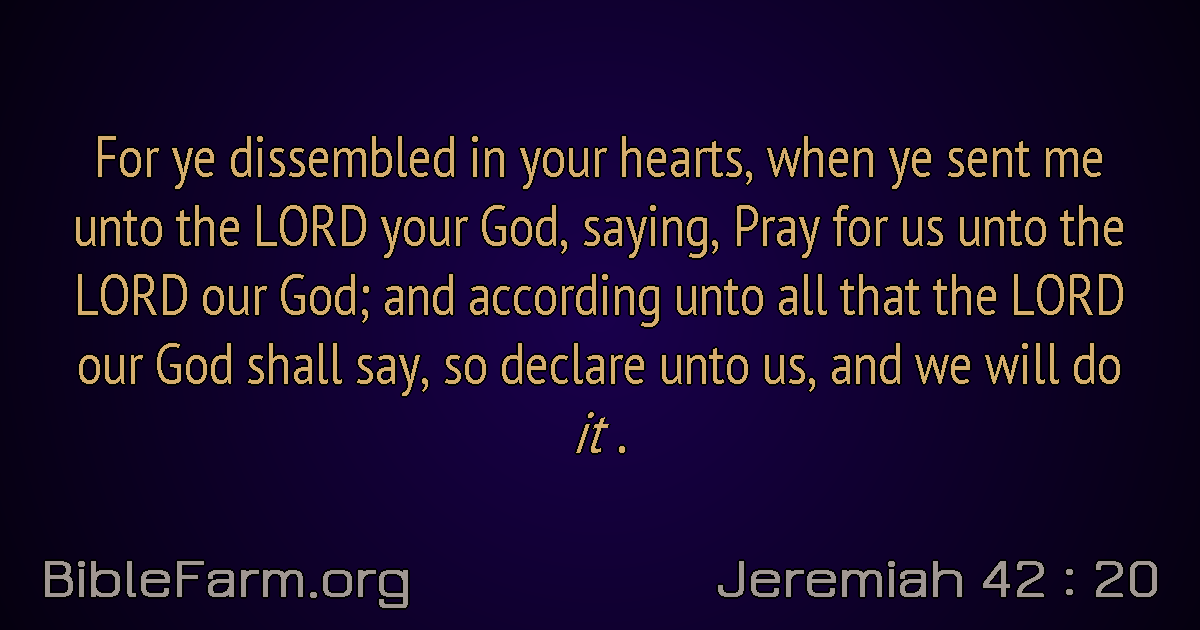 For ye dissembled in your hearts, when ye sent me
unto the LORD your God, saying, Pray for us unto the
LORD our God; and according unto all that the LORD
our God shall say, so declare unto us, and we will do
it .
BibleFarm.org
Jeremiah 42 : 20